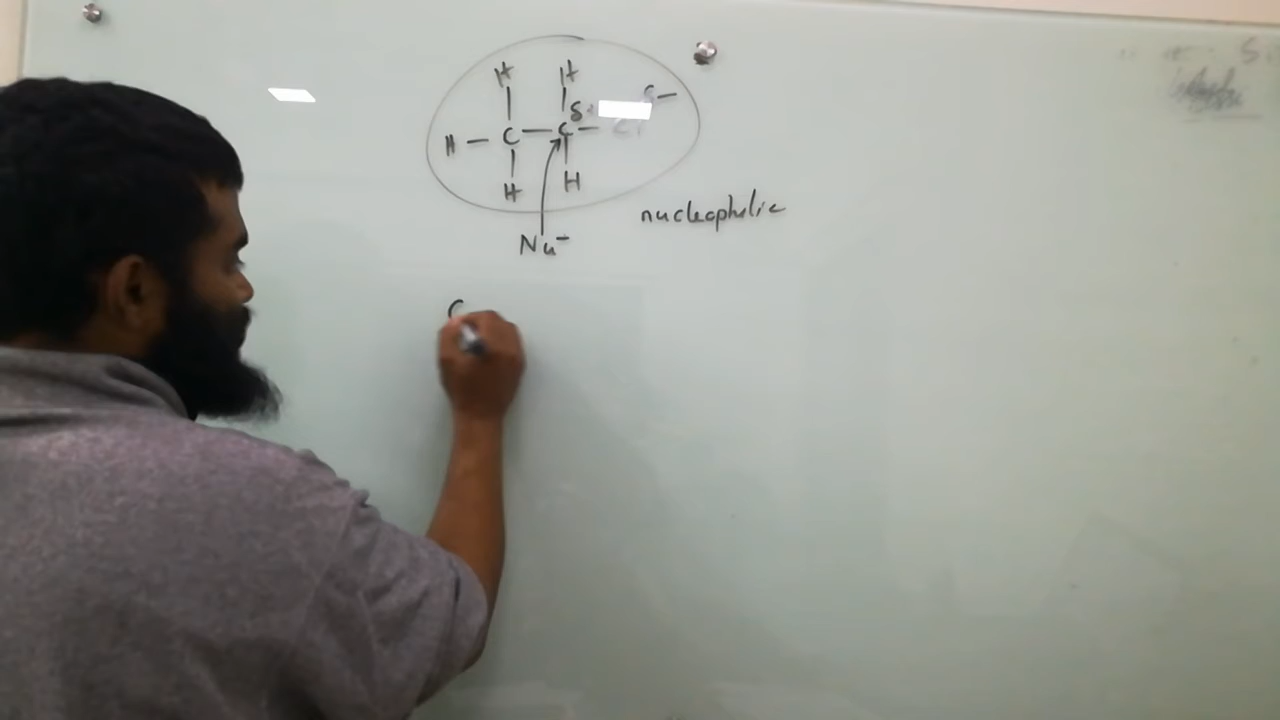 H H
δ+ δ-
H — C — C — Cl
H H
Nu⁻
nucleophilic
C